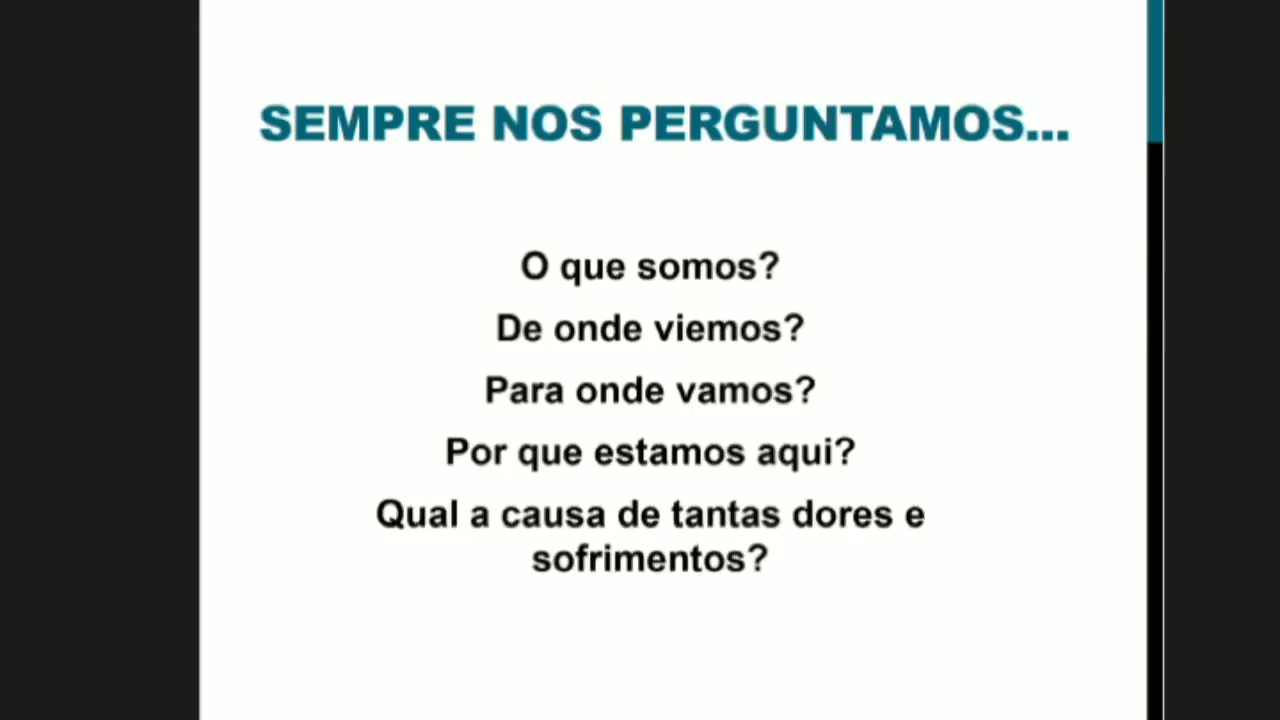 SEMPRE NOS PERGUNTAMOS...
O que somos?
De onde viemos?
Para onde vamos?
Por que estamos aqui?
Qual a causa de tantas dores e
sofrimentos?